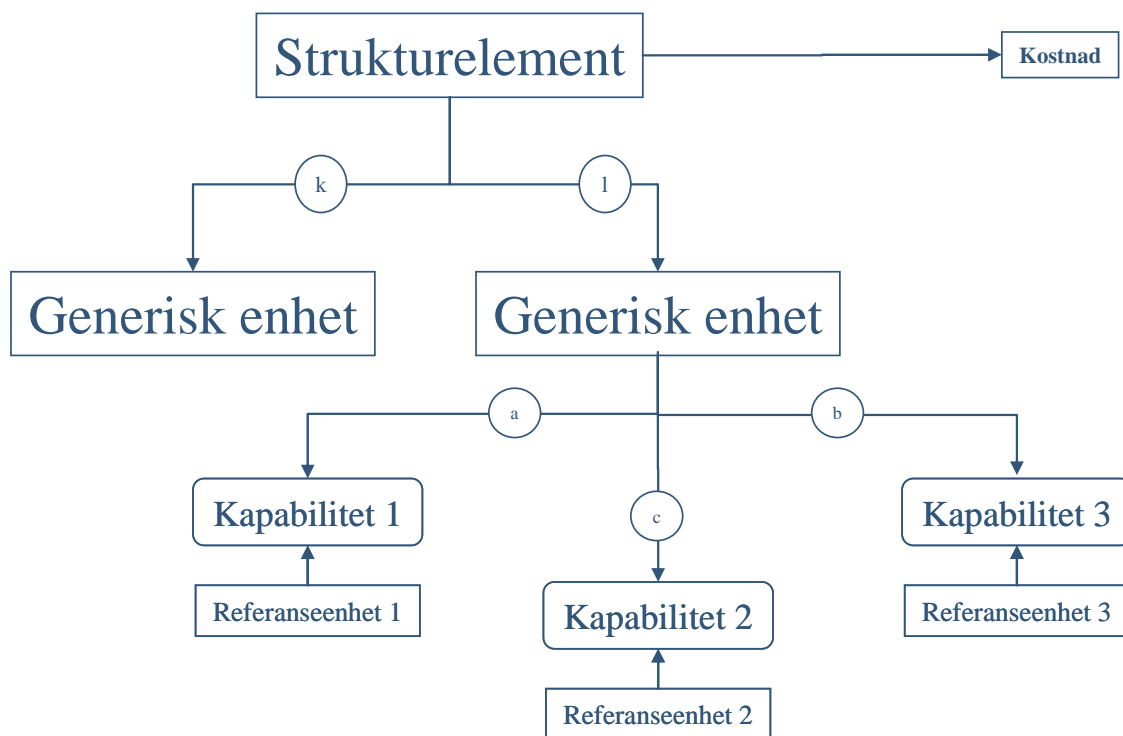 Strukturelement
Kostnad
k
l
Generisk enhet
Generisk enhet
a
b
Kapabilitet 1
c
Kapabilitet 3
Referanseenhet 1
Kapabilitet 2
Referanseenhet 3
Referanseenhet 2